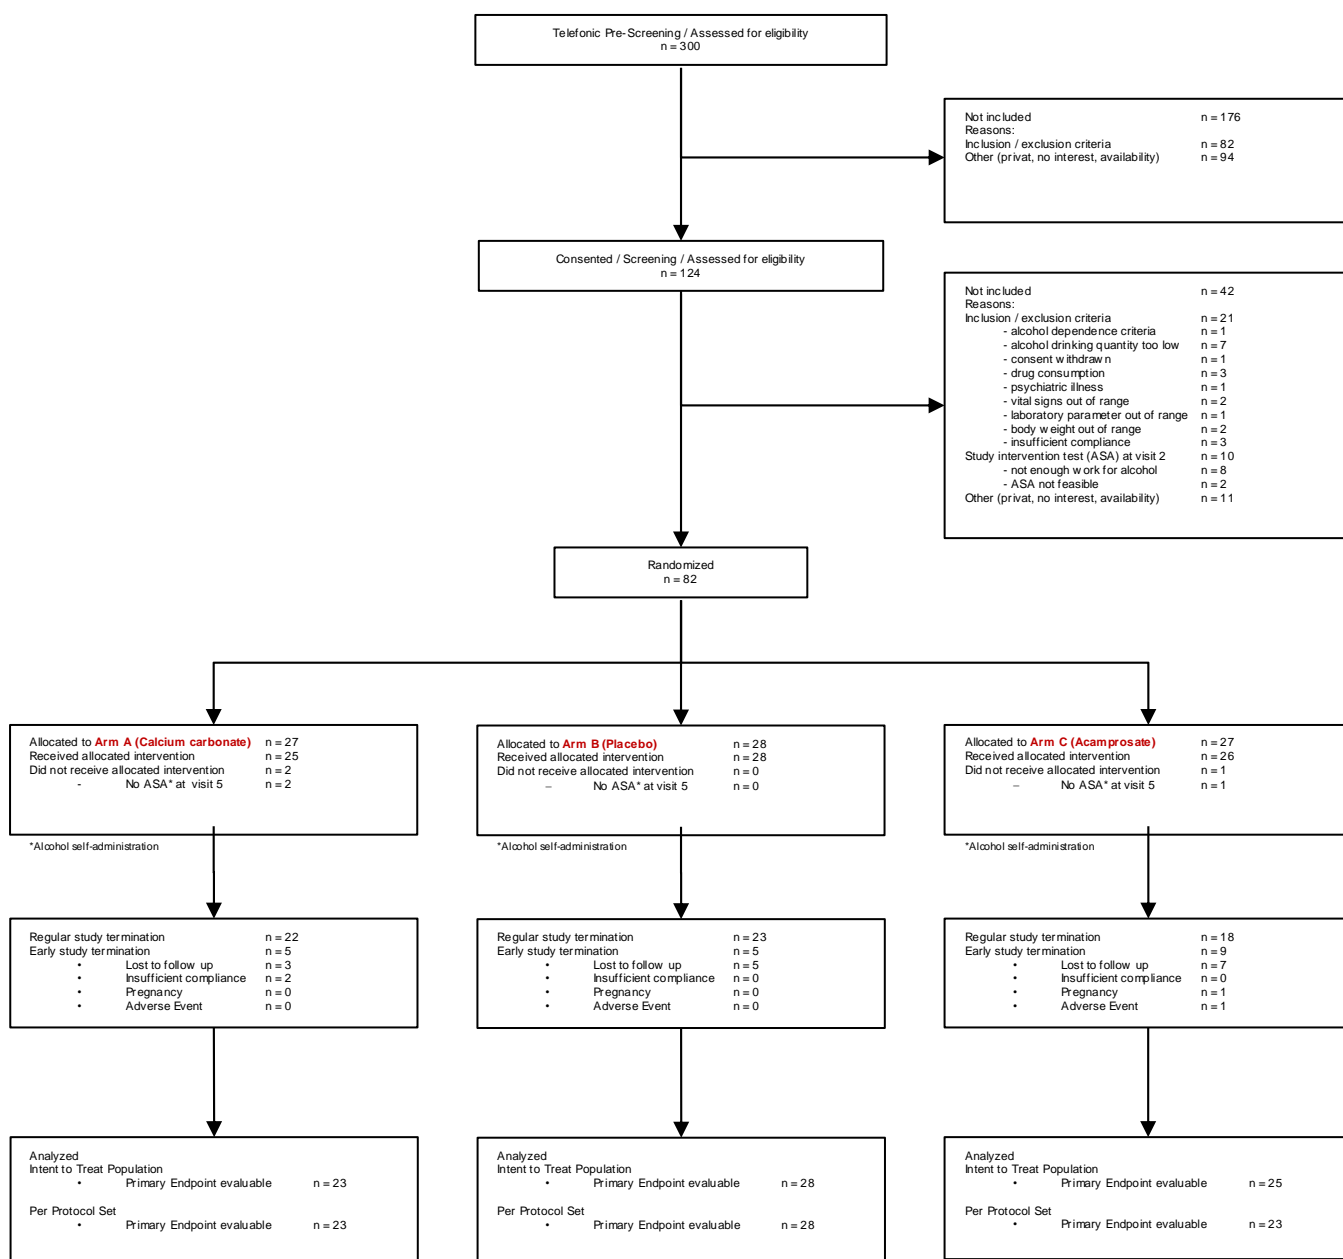 Telefonic Pre-Screening / Assessed for eligibility
n = 300
Not included n = 176
Reasons:
Inclusion / exclusion criteria n = 82
Other (privat, no interest, availability) n = 94
Consented / Screening / Assessed for eligibility
n = 124
Not included n = 42
Reasons:
Inclusion / exclusion criteria n = 21
- alcohol dependence criteria n = 1
- alcohol drinking quantity too low n = 7
- consent withdrawn n = 1
- drug consumption n = 3
- psychiatric illness n = 1
- vital signs out of range n = 2
- laboratory parameter out of range n = 1
- body weight out of range n = 2
- insufficient compliance n = 3
Study intervention test (ASA) at visit 2 n = 10
- not enough work for alcohol n = 8
- ASA not feasible n = 2
Other (privat, no interest, availability) n = 11
Randomized
n = 82
Allocated to Arm A (Calcium carbonate) n = 27
Received allocated intervention n = 25
Did not receive allocated intervention n = 2
- No ASA* at visit 5 n = 2
*Alcohol self-administration
Allocated to Arm B (Placebo) n = 28
Received allocated intervention n = 28
Did not receive allocated intervention n = 0
– No ASA* at visit 5 n = 0
*Alcohol self-administration
Allocated to Arm C (Acamprosate) n = 27
Received allocated intervention n = 26
Did not receive allocated intervention n = 1
– No ASA* at visit 5 n = 1
*Alcohol self-administration
Regular study termination n = 22
Early study termination n = 5
• Lost to follow up n = 3
• Insufficient compliance n = 2
• Pregnancy n = 0
• Adverse Event n = 0
Regular study termination n = 23
Early study termination n = 5
• Lost to follow up n = 5
• Insufficient compliance n = 0
• Pregnancy n = 0
• Adverse Event n = 0
Regular study termination n = 18
Early study termination n = 9
• Lost to follow up n = 7
• Insufficient compliance n = 0
• Pregnancy n = 1
• Adverse Event n = 1
Analyzed
Intent to Treat Population
• Primary Endpoint evaluable n = 23
Per Protocol Set
• Primary Endpoint evaluable n = 23
Analyzed
Intent to Treat Population
• Primary Endpoint evaluable n = 28
Per Protocol Set
• Primary Endpoint evaluable n = 28
Analyzed
Intent to Treat Population
• Primary Endpoint evaluable n = 25
Per Protocol Set
• Primary Endpoint evaluable n = 23